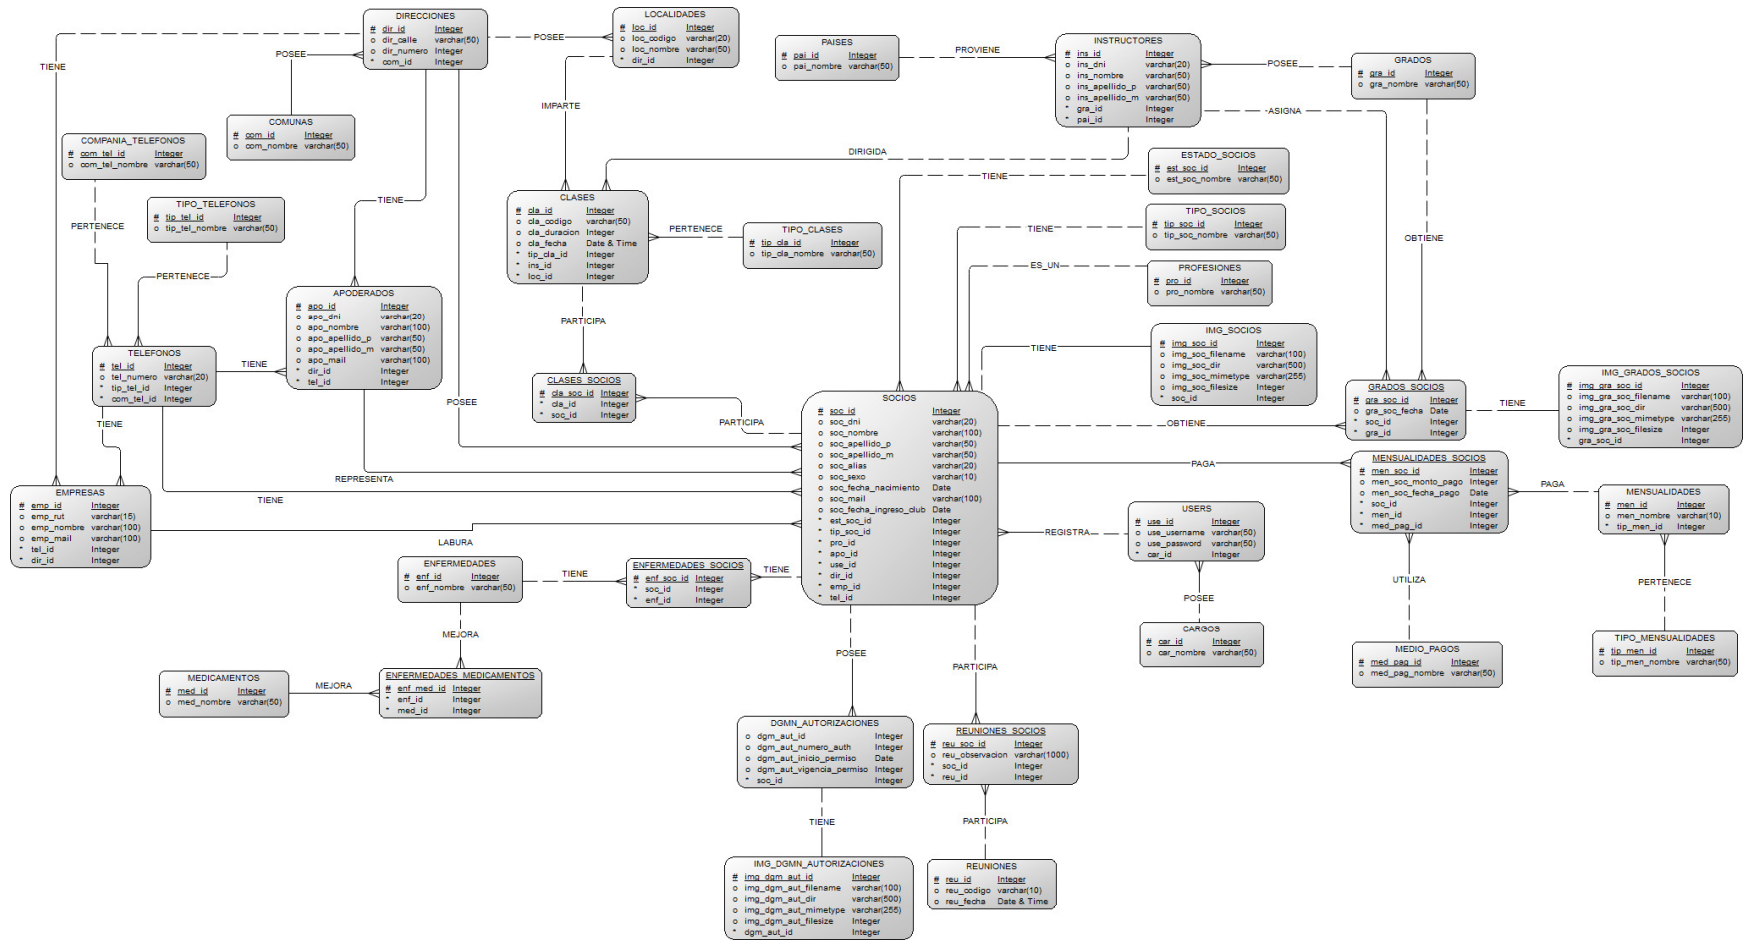 DIRECCIONES
# dir_id Integer
o dir_calle varchar(50)
o dir_numero Integer
* com_id Integer
LOCALIDADES
# loc_id Integer
o loc_codigo varchar(20)
o loc_nombre varchar(50)
* dir_id Integer
PAISES
# pai_id Integer
o pai_nombre varchar(50)
INSTRUCTORES
# ins_id Integer
o ins_dni varchar(20)
o ins_nombre varchar(50)
o ins_apellido_p varchar(50)
o ins_apellido_m varchar(50)
* gra_id Integer
* pai_id Integer
GRADOS
# gra_id Integer
o gra_nombre varchar(50)
POSEE
POSEE
TIENE
PROVIENE
POSEE
IMPARTE
ASIGNA
COMUNAS
# com_id Integer
o com_nombre varchar(50)
COMPANIA_TELEFONOS
# com_tel_id Integer
o com_tel_nombre varchar(50)
DIRIGIDA
ESTADO_SOCIOS
# est_soc_id Integer
o est_soc_nombre varchar(50)
TIENE
TIPO_TELEFONOS
# tip_tel_id Integer
o tip_tel_nombre varchar(50)
PERTENECE
TIENE
CLASES
# cla_id Integer
o cla_codigo varchar(50)
o cla_duracion Integer
o cla_fecha Date & Time
* tip_cla_id Integer
* ins_id Integer
* loc_id Integer
PERTENECE
TIPO_CLASES
# tip_cla_id Integer
o tip_cla_nombre varchar(50)
TIPO_SOCIOS
# tip_soc_id Integer
o tip_soc_nombre varchar(50)
TIENE
OBTIENE
PERTENECE
ES_UN
PROFESIONES
# pro_id Integer
o pro_nombre varchar(50)
APODERADOS
# apo_id Integer
o apo_dni varchar(20)
o apo_nombre varchar(100)
o apo_apellido_p varchar(50)
o apo_apellido_m varchar(50)
o apo_mail varchar(100)
* dir_id Integer
* tel_id Integer
PARTICIPA
IMG_SOCIOS
# img_soc_id Integer
o img_soc_filename varchar(100)
o img_soc_dir varchar(500)
o img_soc_mimetype varchar(255)
o img_soc_filesize Integer
* soc_id Integer
TIENE
TELEFONOS
# tel_id Integer
o tel_numero varchar(20)
* tip_tel_id Integer
* com_tel_id Integer
TIENE
CLASES_SOCIOS
# cla_soc_id Integer
* cla_id Integer
* soc_id Integer
GRADOS_SOCIOS
# gra_soc_id Integer
o gra_soc_fecha Date
* soc_id Integer
* gra_id Integer
TIENE
IMG_GRADOS_SOCIOS
# img_gra_soc_id Integer
o img_gra_soc_filename varchar(100)
o img_gra_soc_dir varchar(500)
o img_gra_soc_mimetype varchar(255)
o img_gra_soc_filesize Integer
* gra_soc_id Integer
SOCIOS
# soc_id Integer
o soc_dni varchar(20)
o soc_nombre varchar(100)
o soc_apellido_p varchar(50)
o soc_apellido_m varchar(50)
o soc_alias varchar(20)
o soc_sexo varchar(10)
o soc_fecha_nacimiento Date
o soc_mail varchar(100)
o soc_fecha_ingreso_club Date
* est_soc_id Integer
* tip_soc_id Integer
* pro_id Integer
* apo_id Integer
* use_id Integer
* dir_id Integer
* emp_id Integer
* tel_id Integer
POSEE
PARTICIPA
OBTIENE
TIENE
PAGA
MENSUALIDADES_SOCIOS
# men_soc_id Integer
o men_soc_monto_pago Integer
o men_soc_fecha_pago Date
* soc_id Integer
* men_id Integer
* med_pag_id Integer
PAGA
MENSUALIDADES
# men_id Integer
o men_nombre varchar(10)
* tip_men_id Integer
REPRESENTA
TIENE
EMPRESAS
# emp_id Integer
o emp_rut varchar(15)
o emp_nombre varchar(100)
o emp_mail varchar(100)
* tel_id Integer
* dir_id Integer
LABURA
REGISTRA
USERS
# use_id Integer
o use_username varchar(50)
o use_password varchar(50)
* car_id Integer
ENFERMEDADES
# enf_id Integer
o enf_nombre varchar(50)
TIENE
ENFERMEDADES_SOCIOS
# enf_soc_id Integer
* soc_id Integer
* enf_id Integer
TIENE
UTILIZA
PERTENECE
POSEE
MEJORA
CARGOS
# car_id Integer
o car_nombre varchar(50)
POSEE
PARTICIPA
MEDIO_PAGOS
# med_pag_id Integer
o med_pag_nombre varchar(50)
TIPO_MENSUALIDADES
# tip_men_id Integer
o tip_men_nombre varchar(50)
MEDICAMENTOS
# med_id Integer
o med_nombre varchar(50)
MEJORA
ENFERMEDADES_MEDICAMENTOS
# enf_med_id Integer
* enf_id Integer
* med_id Integer
DGMN_AUTORIZACIONES
o dgm_aut_id Integer
o dgm_aut_numero_auth Integer
o dgm_aut_inicio_permiso Date
o dgm_aut_vigencia_permiso Integer
* soc_id Integer
REUNIONES_SOCIOS
# reu_soc_id Integer
o reu_observacion varchar(1000)
* soc_id Integer
* reu_id Integer
TIENE
PARTICIPA
IMG_DGMN_AUTORIZACIONES
# img_dgm_aut_id Integer
o img_dgm_aut_filename varchar(100)
o img_dgm_aut_dir varchar(500)
o img_dgm_aut_mimetype varchar(255)
o img_dgm_aut_filesize Integer
* dgm_aut_id Integer
REUNIONES
# reu_id Integer
o reu_codigo varchar(10)
o reu_fecha Date & Time